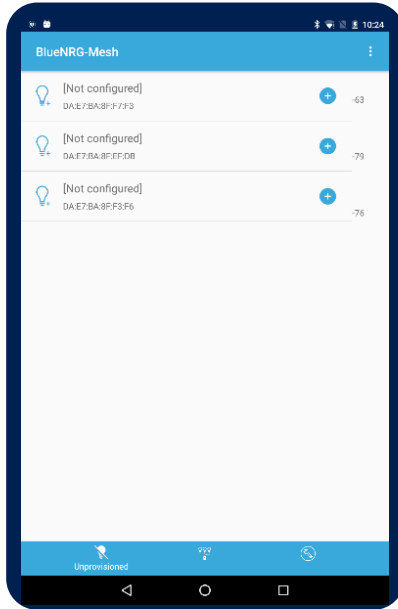 10:24
BlueNRG-Mesh
[Not configured]
DA:E7:BA:8F:F7:F3
-63
[Not configured]
DA:E7:BA:8F:EF:DB
-79
[Not configured]
DA:E7:BA:8F:F3:F6
-76
Unprovisioned